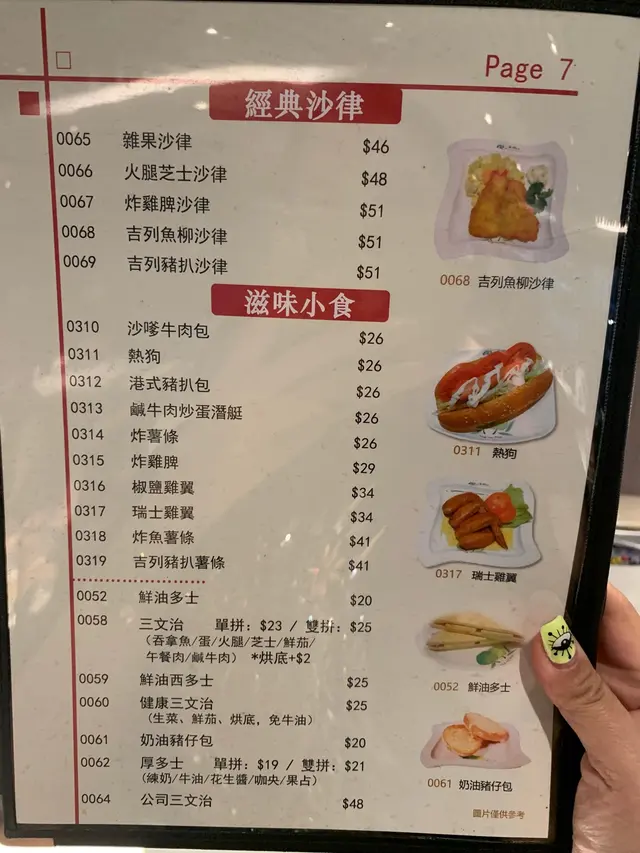 Page 7
經典沙律
0065 雜果沙律 $46
0066 火腿芝士沙律 $48
0067 炸雞脾沙律 $51
0068 吉列魚柳沙律 $51
0069 吉列豬扒沙律 $51
0068 吉列魚柳沙律
滋味小食
0310 沙嗲牛肉包 $26
0311 熱狗 $26
0312 港式豬扒包 $26
0313 鹹牛肉炒蛋潛艇 $26
0314 炸薯條 $26
0315 炸雞脾 $29
0316 椒鹽雞翼 $34
0317 瑞士雞翼 $34
0318 炸魚薯條 $41
0319 吉列豬扒薯條 $41
0311 熱狗
0317 瑞士雞翼
0052 鮮油多士 $20
0058 三文治 單拼: $23 / 雙拼: $25
(吞拿魚/蛋/火腿/芝士/鮮茄/
午餐肉/鹹牛肉) *烘底+$2
0059 鮮油西多士 $25
0060 健康三文治 $25
(生菜、鮮茄、烘底，免牛油)
0061 奶油豬仔包 $20
0062 厚多士 單拼: $19 / 雙拼: $21
(練奶/牛油/花生醬/咖央/果占)
0064 公司三文治 $48
0052 鮮油多士
0061 奶油豬仔包
圖片僅供參考